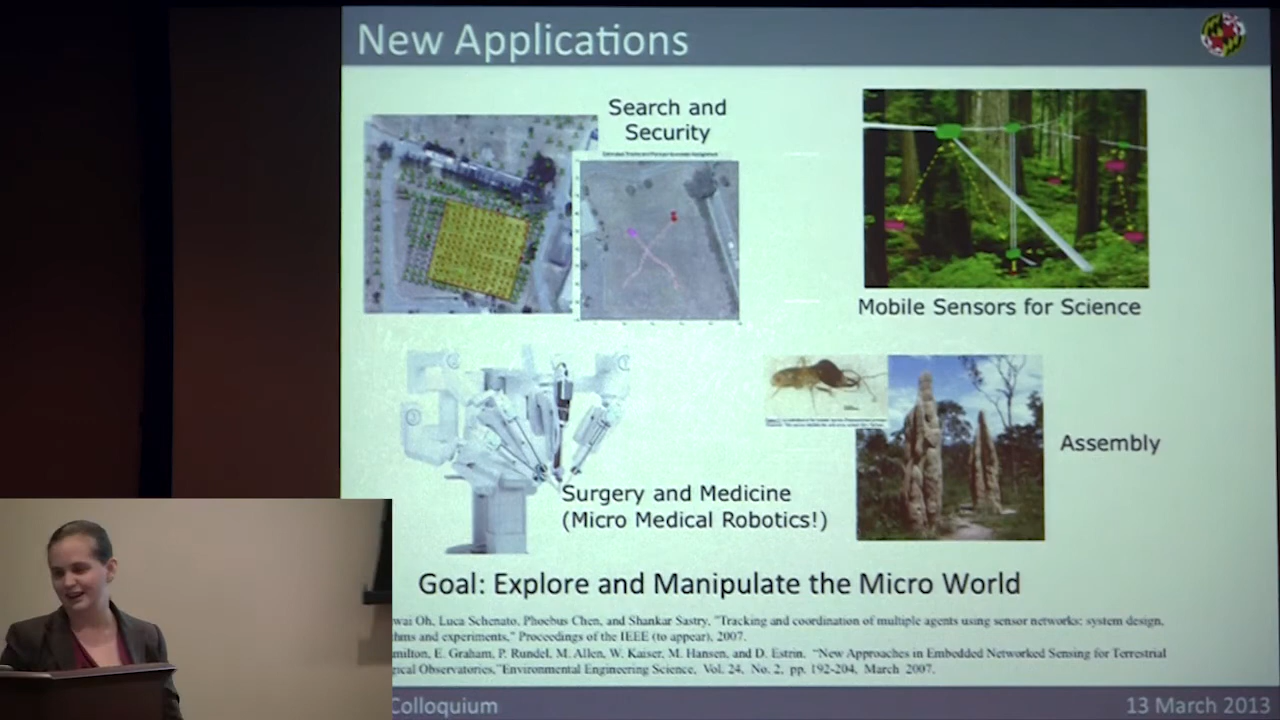 New Applications
Search and
Security
Mobile Sensors for Science
Assembly
Surgery and Medicine
(Micro Medical Robotics!)
Goal: Explore and Manipulate the Micro World
wai Oh, Luca Schenato, Phoebus Chen, and Shankar Sastry, "Tracking and coordination of multiple agents using sensor networks: system design,
hms and experiments," Proceedings of the IEEE (to appear), 2007.
milton, E. Graham, P. Rundel, M. Allen, W. Kaiser, M. Hansen, and D. Estrin, "New Approaches in Embedded Networked Sensing for Terrestrial
gical Observatories," Environmental Engineering Science, Vol. 24, No. 2, pp. 192-204, March 2007.
Colloquium
13 March 2013